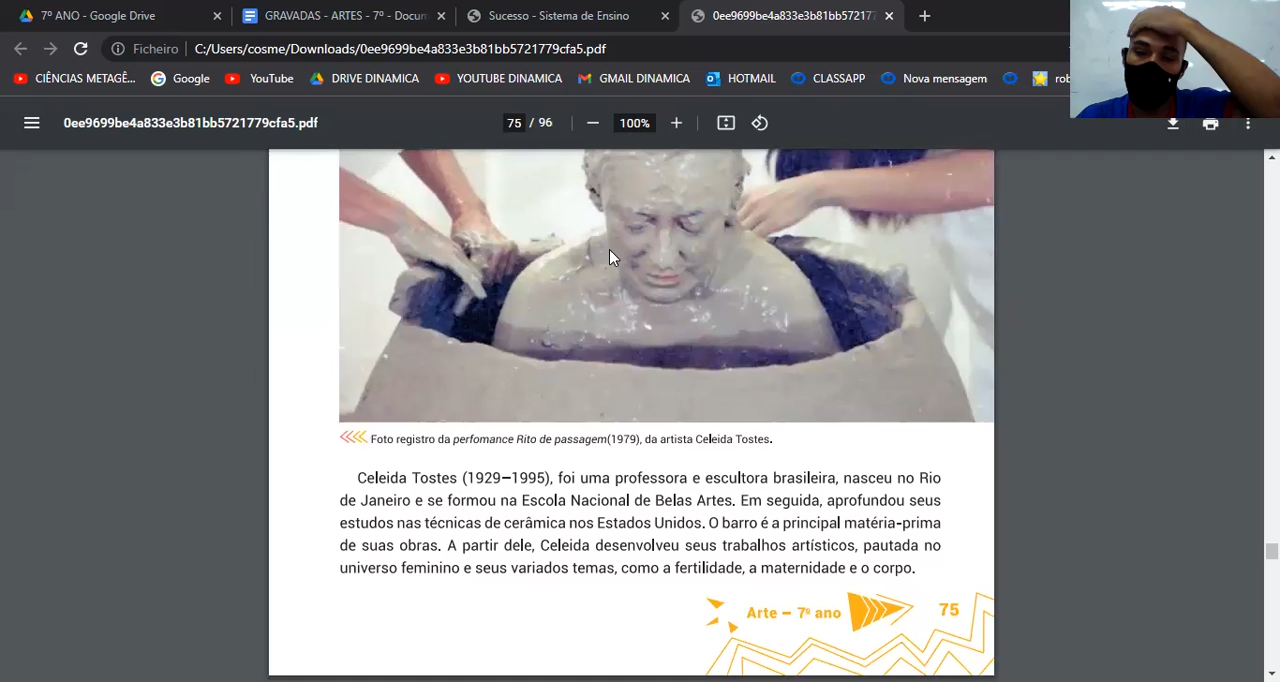 7º ANO - Google Drive
GRAVADAS - ARTES - 7º - Docum
Sucesso - Sistema de Ensino
0ee9699be4a833e3b81bb57217
Ficheiro
C:/Users/cosme/Downloads/0ee9699be4a833e3b81bb5721779cfa5.pdf
CIÊNCIAS METAGÊ... Google YouTube DRIVE DINAMICA YOUTUBE DINAMICA GMAIL DINAMICA HOTMAIL CLASSAPP Nova mensagem rob
0ee9699be4a833e3b81bb5721779cfa5.pdf
75 / 96
100%
Foto registro da perfomance Rito de passagem(1979), da artista Celeida Tostes.
Celeida Tostes (1929–1995), foi uma professora e escultora brasileira, nasceu no Rio
de Janeiro e se formou na Escola Nacional de Belas Artes. Em seguida, aprofundou seus
estudos nas técnicas de cerâmica nos Estados Unidos. O barro é a principal matéria-prima
de suas obras. A partir dele, Celeida desenvolveu seus trabalhos artísticos, pautada no
universo feminino e seus variados temas, como a fertilidade, a maternidade e o corpo.
Arte – 7º ano
75